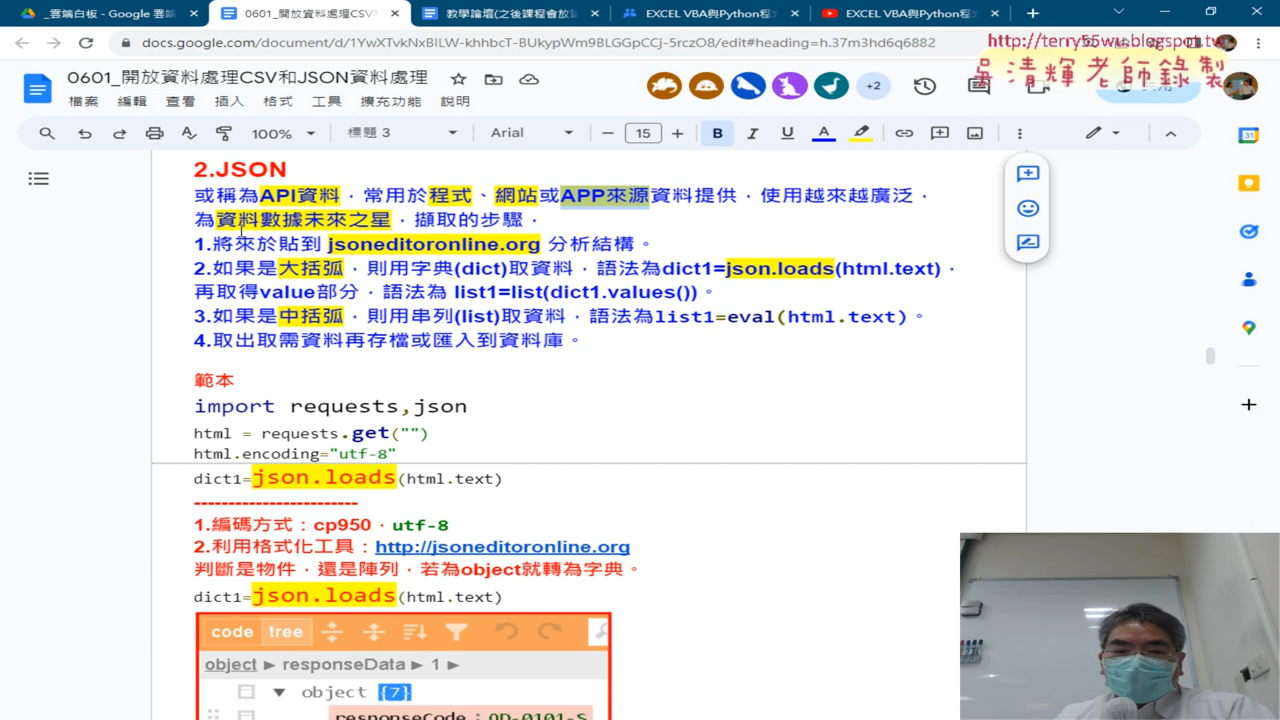 _雲端白板 - Google 雲端
0601_開放資料處理CSV
教學論壇(之後課程會放
EXCEL VBA與Python程
EXCEL VBA與Python程
docs.google.com/document/d/1YwXTvkNxBILW-khhbcT-BUkypWm9BLGGpCCj-5rczO8/edit#heading=h.37m3hd6q6882
http://terry55wu.blogspot.tw
吳清輝老師錄製
0601_開放資料處理CSV和JSON資料處理
檔案 編輯 查看 插入 格式 工具 擴充功能 說明
+2
100% 標題 3 Arial 15 B I U A
2.JSON
或稱為API資料，常用於程式、網站或APP來源資料提供，使用越來越廣泛，
為資料數據未來之星，擷取的步驟，
1.將來於貼到 jsoneditoronline.org 分析結構。
2.如果是大括弧，則用字典(dict)取資料，語法為dict1=json.loads(html.text)，
再取得value部分，語法為 list1=list(dict1.values())。
3.如果是中括弧，則用串列(list)取資料，語法為list1=eval(html.text)。
4.取出取需資料再存檔或匯入到資料庫。
範本
import requests,json
html = requests.get("")
html.encoding="utf-8"
dict1=json.loads(html.text)
------------------------
1.編碼方式：cp950，utf-8
2.利用格式化工具：http://jsoneditoronline.org
判斷是物件，還是陣列，若為object就轉為字典。
dict1=json.loads(html.text)
code tree
object ▶ responseData ▶ 1 ▶
▼ object {7}
responseCode : OD-0101-S